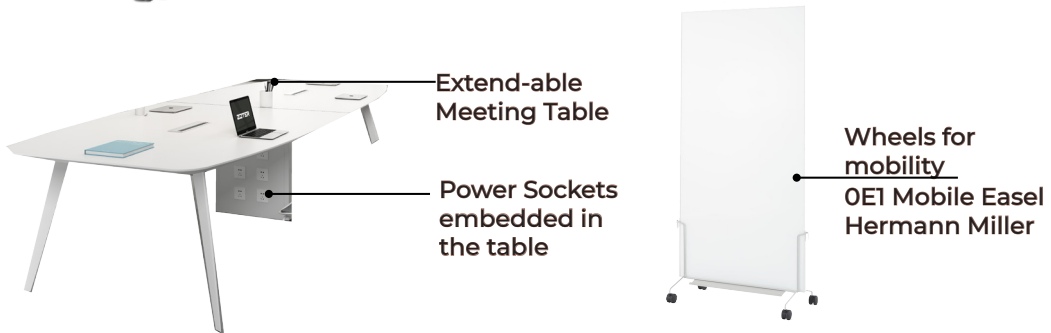 Extend-able
Meeting Table
Power Sockets
embedded in
the table
Wheels for
mobility
0E1 Mobile Easel
Hermann Miller